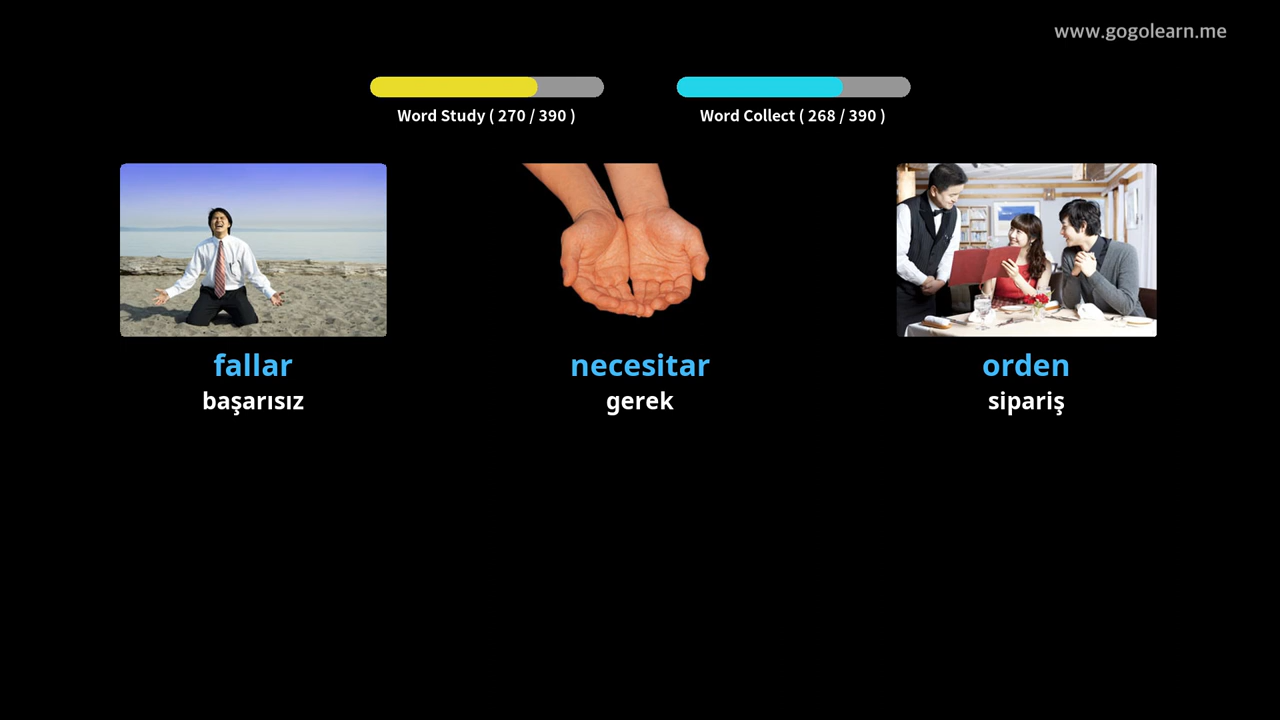 www.gogolearn.me
Word Study ( 270 / 390 )
Word Collect ( 268 / 390 )
fallar
necesitar
orden
başarısız
gerek
sipariş